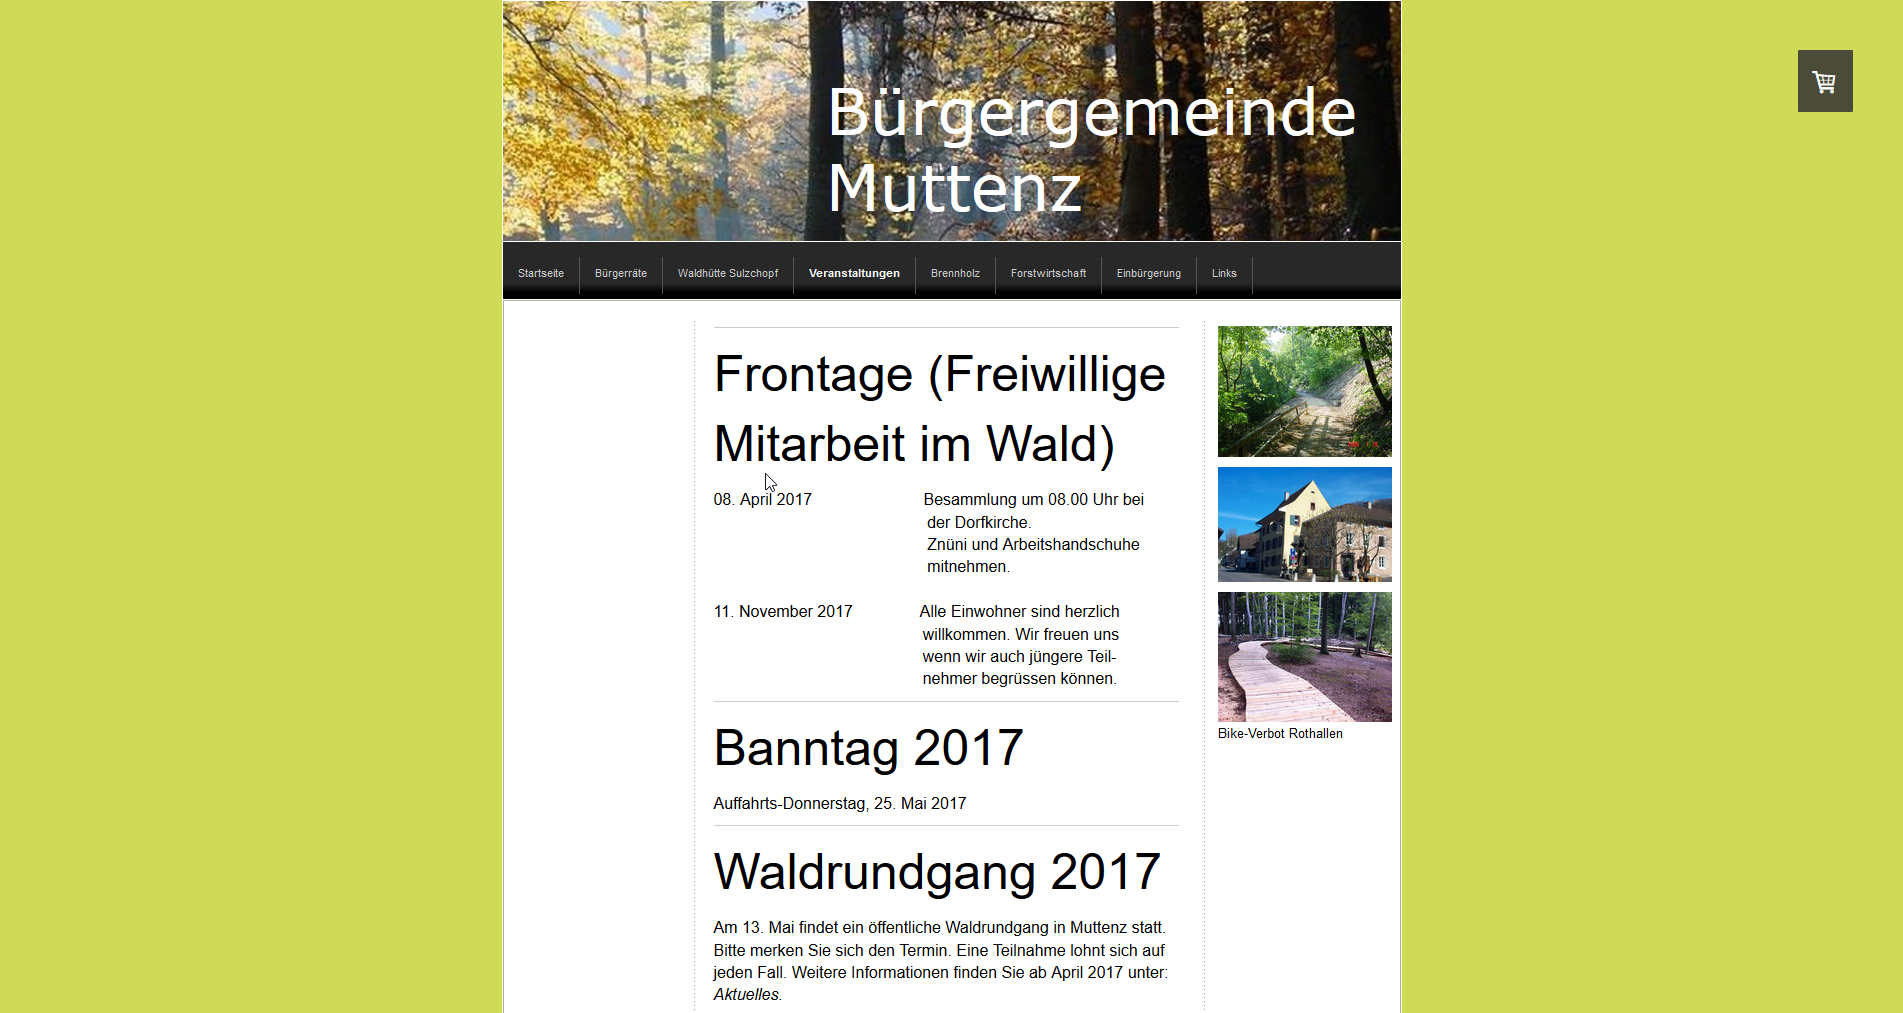 Bürgergemeinde
Muttenz
Startseite Bürgerräte Waldhütte Sulzchopf Veranstaltungen Brennholz Forstwirtschaft Einbürgerung Links
Frontage (Freiwillige
Mitarbeit im Wald)
08. April 2017 Besammlung um 08.00 Uhr bei
der Dorfkirche.
Znüni und Arbeitshandschuhe
mitnehmen.
11. November 2017 Alle Einwohner sind herzlich
willkommen. Wir freuen uns
wenn wir auch jüngere Teil-
nehmer begrüssen können.
Banntag 2017
Auffahrts-Donnerstag, 25. Mai 2017
Waldrundgang 2017
Am 13. Mai findet ein öffentliche Waldrundgang in Muttenz statt.
Bitte merken Sie sich den Termin. Eine Teilnahme lohnt sich auf
jeden Fall. Weitere Informationen finden Sie ab April 2017 unter:
Aktuelles.
Bike-Verbot Rothallen